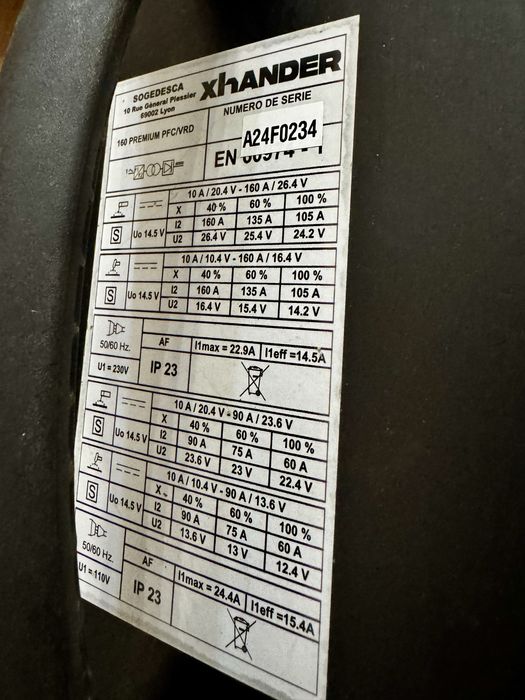 SOGEDESCA
10 Rue Général Plessier
69002 Lyon
XhANDER
160 PREMIUM PFC/VRD
NUMERO DE SERIE
A24F0234
EN
10 A / 20.4 V - 160 A / 26.4 V
X 40 % 60 % 100 %
S Uo 14.5 V I2 160 A 135 A 105 A
U2 26.4 V 25.4 V 24.2 V
10 A / 10.4 V - 160 A / 16.4 V
X 40 % 60 % 100 %
S Uo 14.5 V I2 160 A 135 A 105 A
U2 16.4 V 15.4 V 14.2 V
50/60 Hz. AF I1max = 22.9A I1eff =14.5A
U1 = 230V IP 23
10 A / 20.4 V - 90 A / 23.6 V
X 40 % 60 % 100 %
S Uo 14.5 V I2 90 A 75 A 60 A
U2 23.6 V 23 V 22.4 V
10 A / 10.4 V - 90 A / 13.6 V
X 40 % 60 % 100 %
S Uo 14.5 V I2 90 A 75 A 60 A
U2 13.6 V 13 V 12.4 V
50/60 Hz. AF I1max = 24.4A I1eff =15.4A
U1 = 110V IP 23